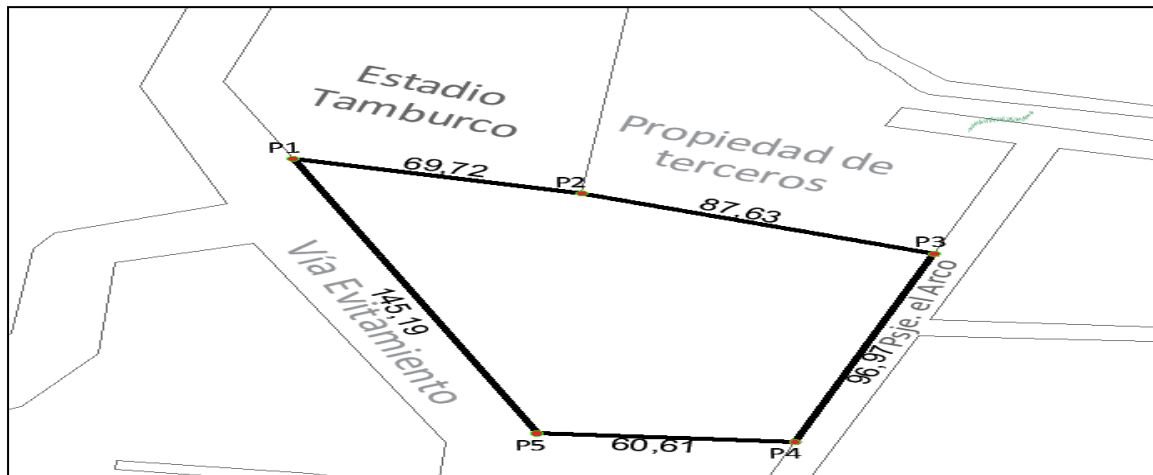 Estadio
Tamburco
Propiedad de
terceros
P1
69,72
P2
87,63
P3
Vía Evitamiento
145,19
Psje. el Arco
96,97
P5
60,61
P4